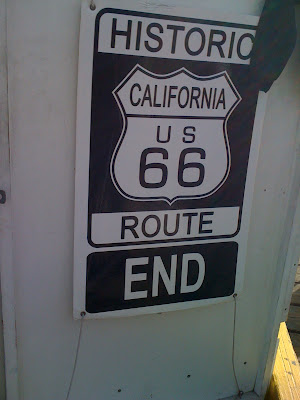 HISTORIC
CALIFORNIA
US
66
ROUTE
END